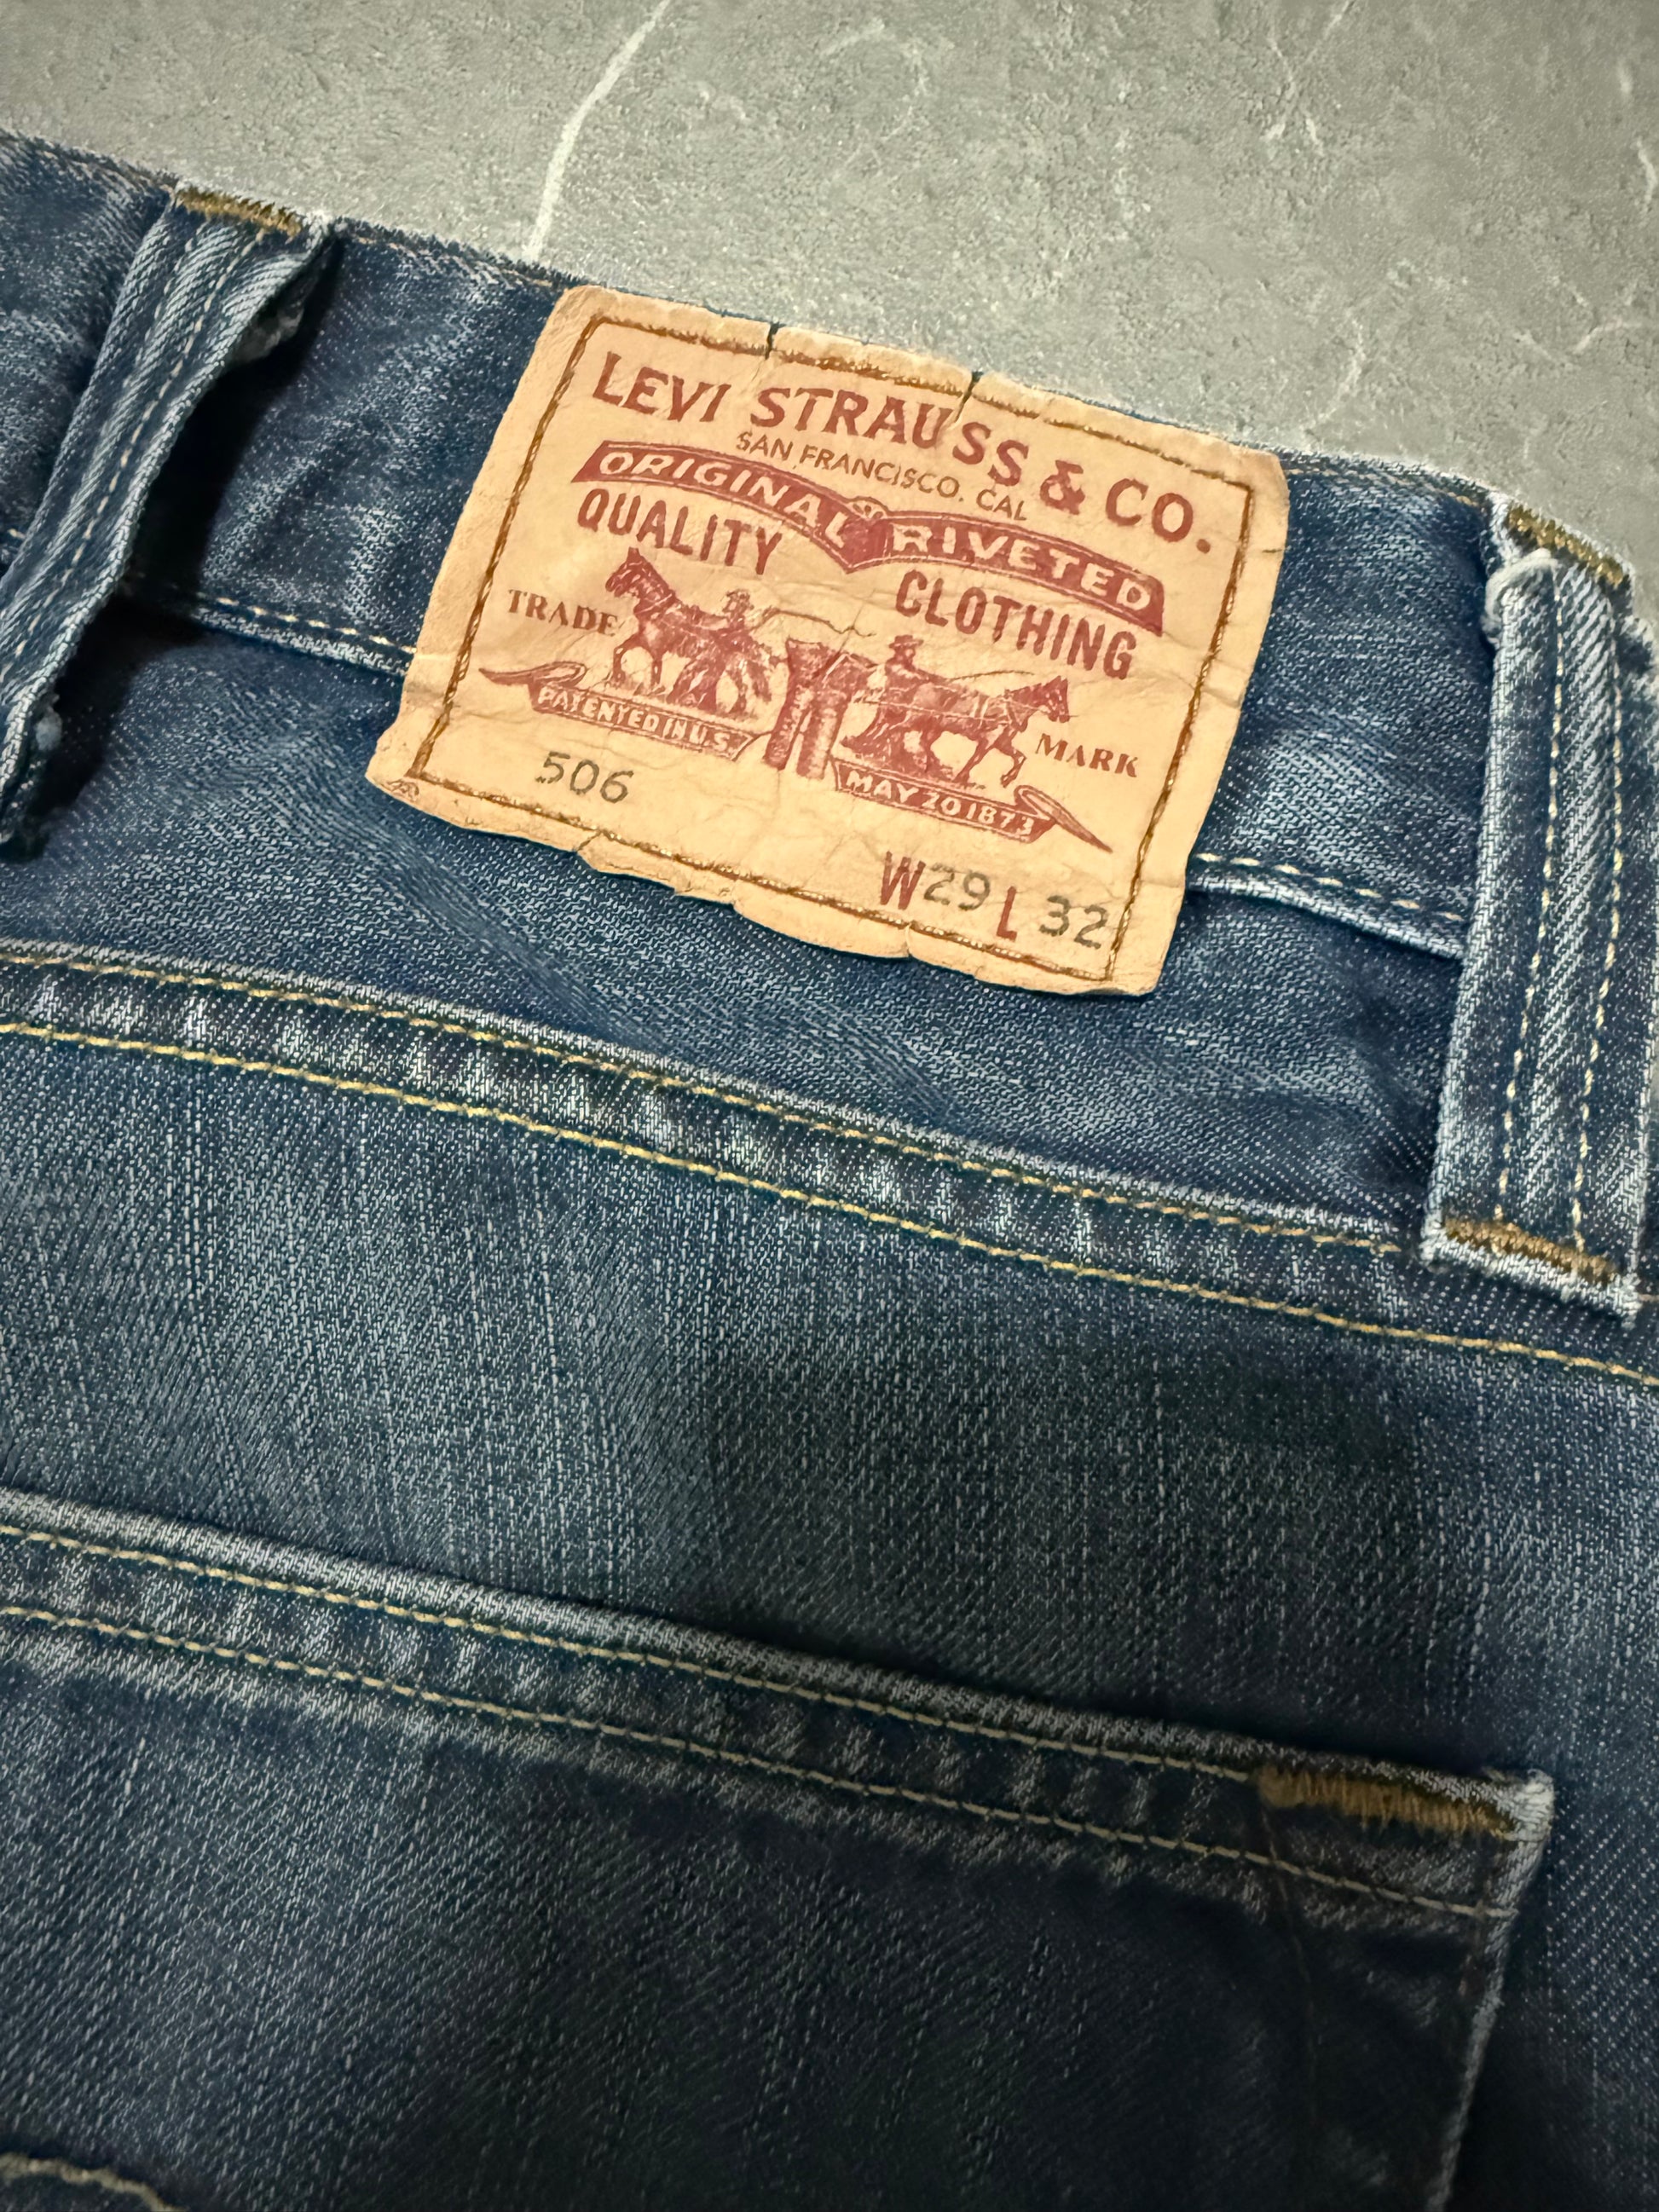 LEVI STRAUSS & CO.
SAN FRANCISCO. CAL
ORIGINAL RIVETED
QUALITY CLOTHING
TRADE MARK
PATENTED IN U.S. MAY 20 1873
506
W29 L 32